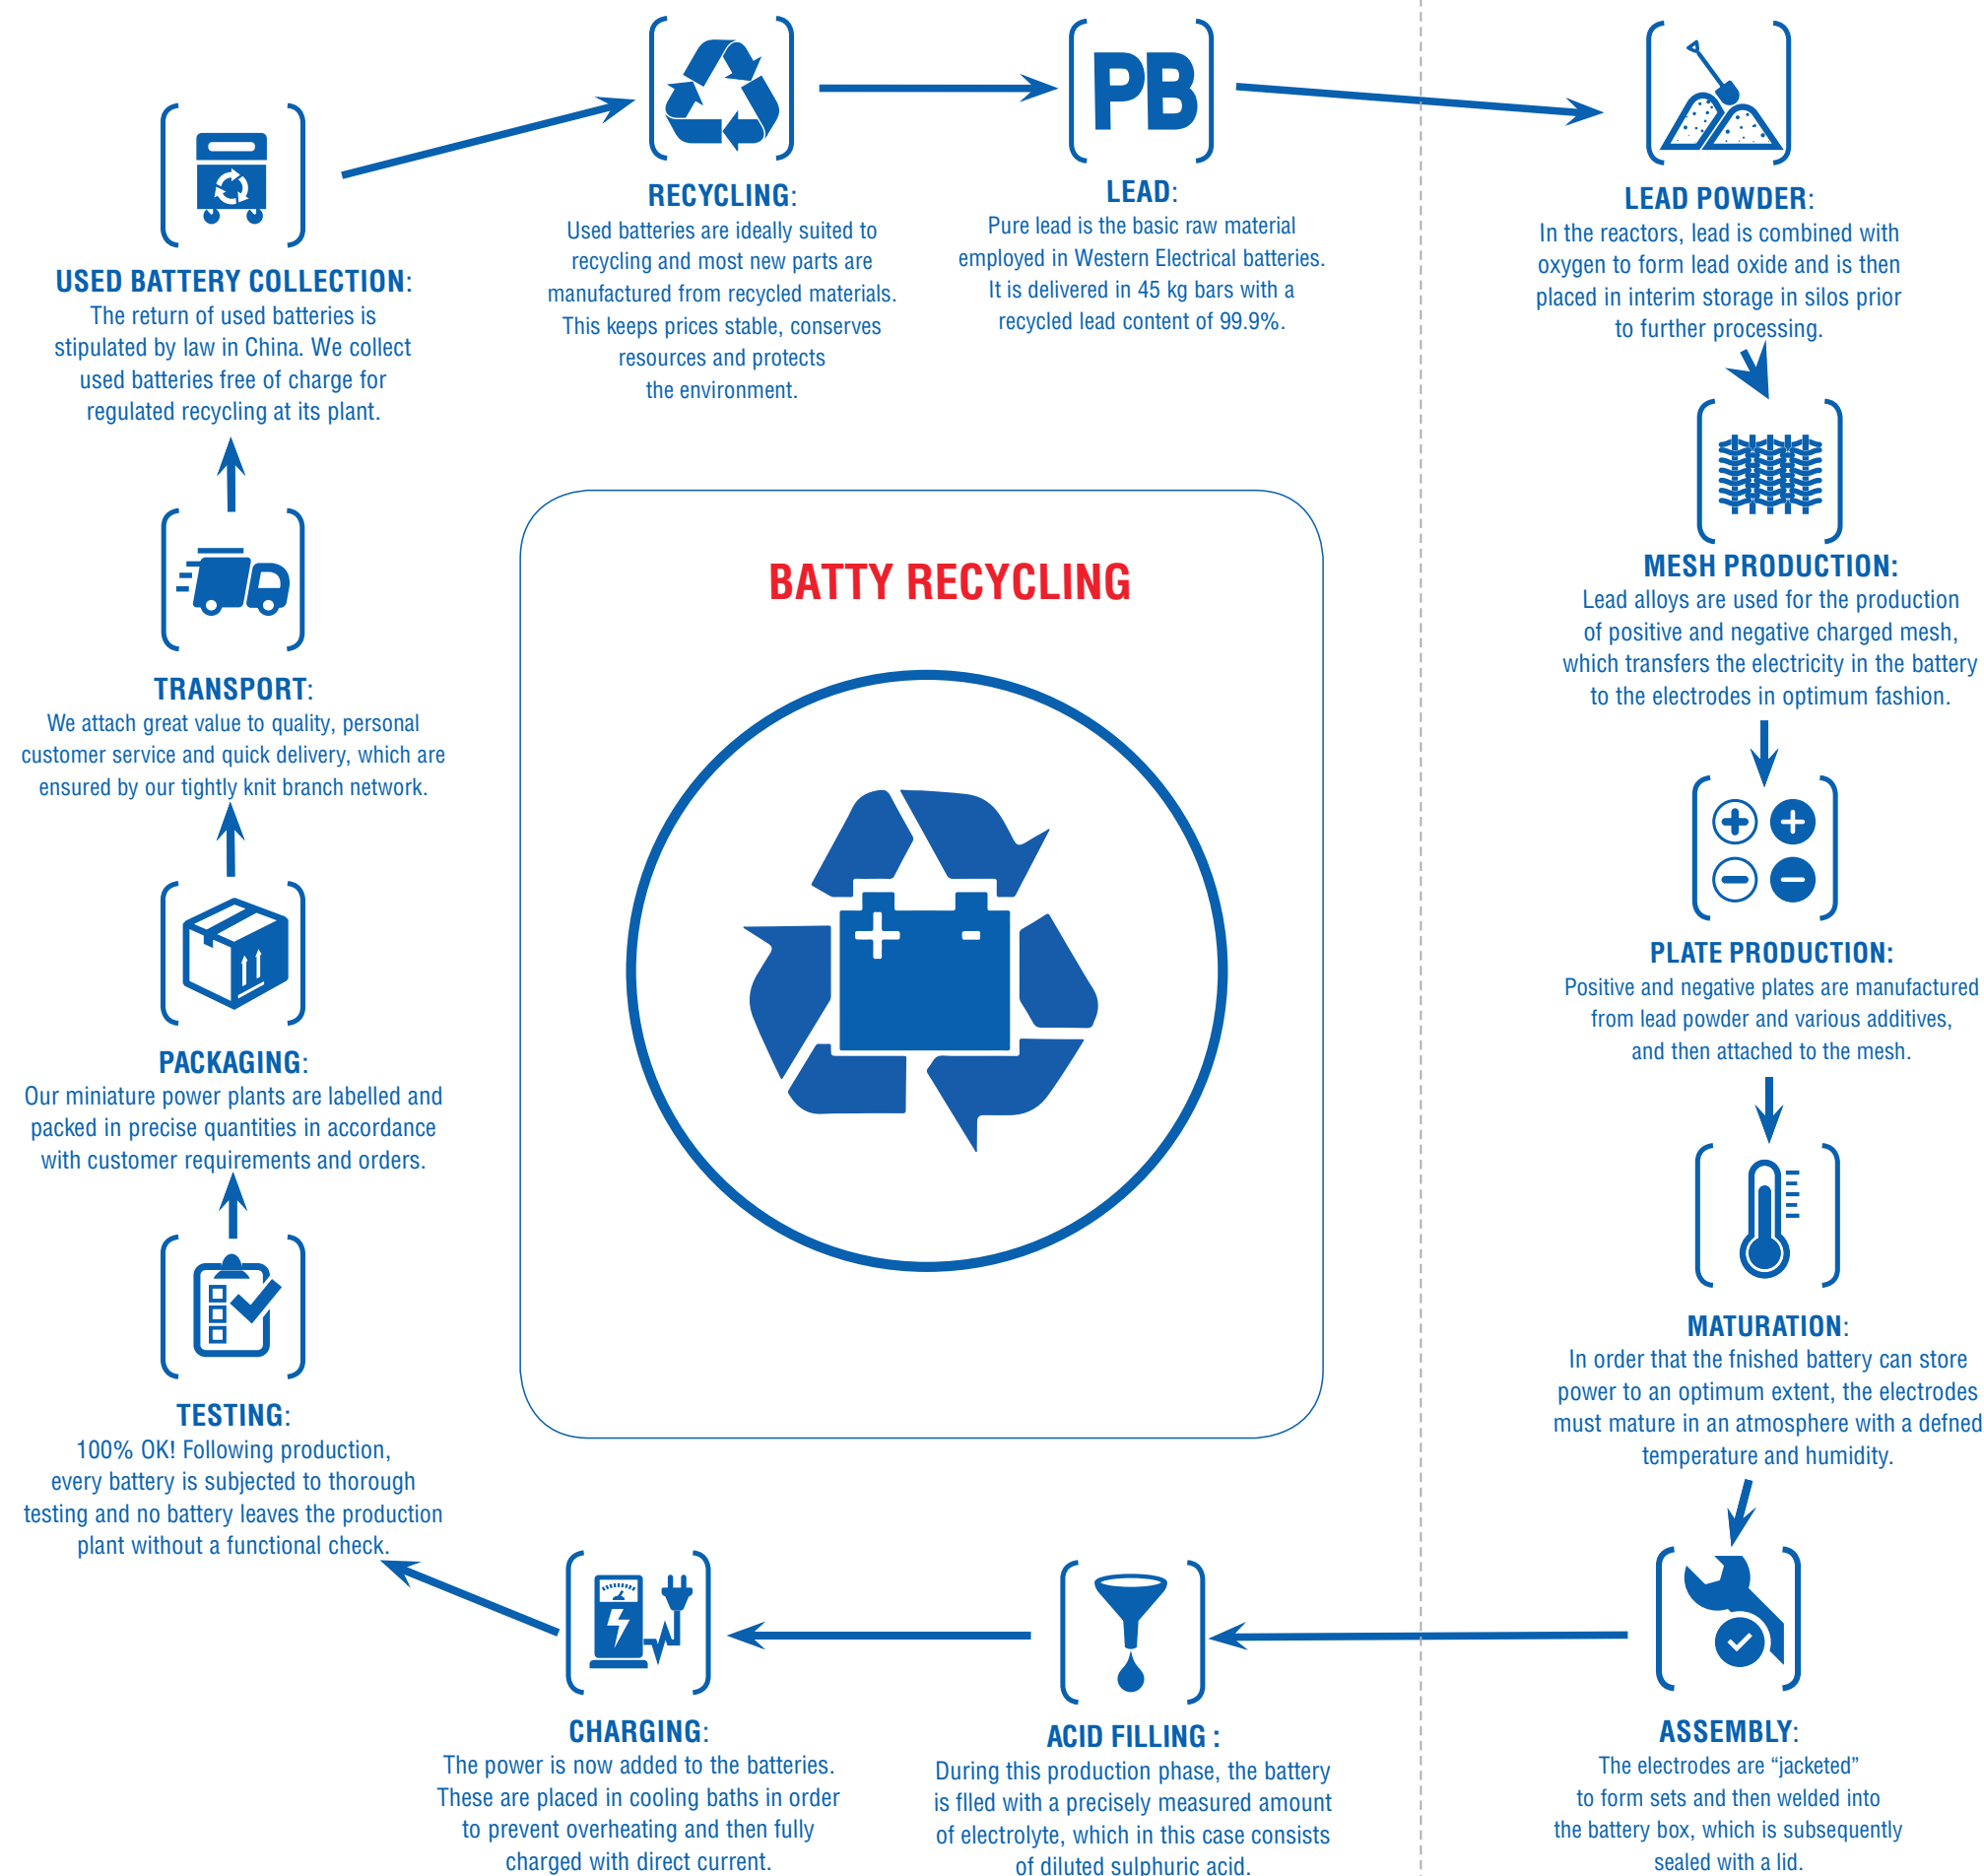 USED BATTERY COLLECTION:
The return of used batteries is
stipulated by law in China. We collect
used batteries free of charge for
regulated recycling at its plant.
RECYCLING:
Used batteries are ideally suited to
recycling and most new parts are
manufactured from recycled materials.
This keeps prices stable, conserves
resources and protects
the environment.
PB
LEAD:
Pure lead is the basic raw material
employed in Western Electrical batteries.
It is delivered in 45 kg bars with a
recycled lead content of 99.9%.
LEAD POWDER:
In the reactors, lead is combined with
oxygen to form lead oxide and is then
placed in interim storage in silos prior
to further processing.
MESH PRODUCTION:
Lead alloys are used for the production
of positive and negative charged mesh,
which transfers the electricity in the battery
to the electrodes in optimum fashion.
PLATE PRODUCTION:
Positive and negative plates are manufactured
from lead powder and various additives,
and then attached to the mesh.
MATURATION:
In order that the fnished battery can store
power to an optimum extent, the electrodes
must mature in an atmosphere with a defned
temperature and humidity.
ASSEMBLY:
The electrodes are “jacketed”
to form sets and then welded into
the battery box, which is subsequently
sealed with a lid.
ACID FILLING :
During this production phase, the battery
is flled with a precisely measured amount
of electrolyte, which in this case consists
of diluted sulphuric acid.
CHARGING:
The power is now added to the batteries.
These are placed in cooling baths in order
to prevent overheating and then fully
charged with direct current.
TESTING:
100% OK! Following production,
every battery is subjected to thorough
testing and no battery leaves the production
plant without a functional check.
PACKAGING:
Our miniature power plants are labelled and
packed in precise quantities in accordance
with customer requirements and orders.
TRANSPORT:
We attach great value to quality, personal
customer service and quick delivery, which are
ensured by our tightly knit branch network.
BATTY RECYCLING